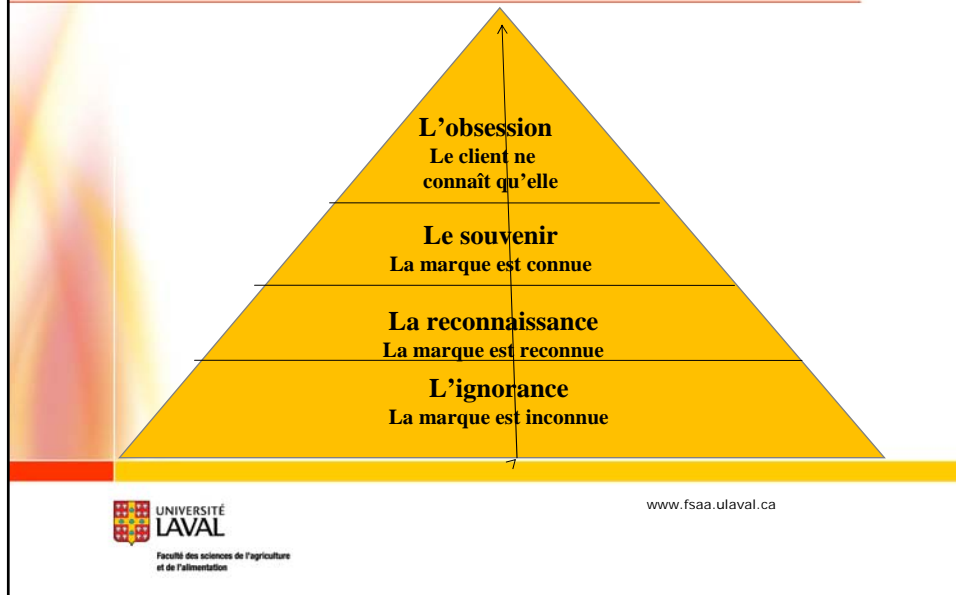 L’obsession
Le client ne
connaît qu’elle
Le souvenir
La marque est connue
La reconnaissance
La marque est reconnue
L’ignorance
La marque est inconnue
www.fsaa.ulaval.ca
UNIVERSITÉ
LAVAL
Faculté des sciences de l'agriculture
et de l'alimentation